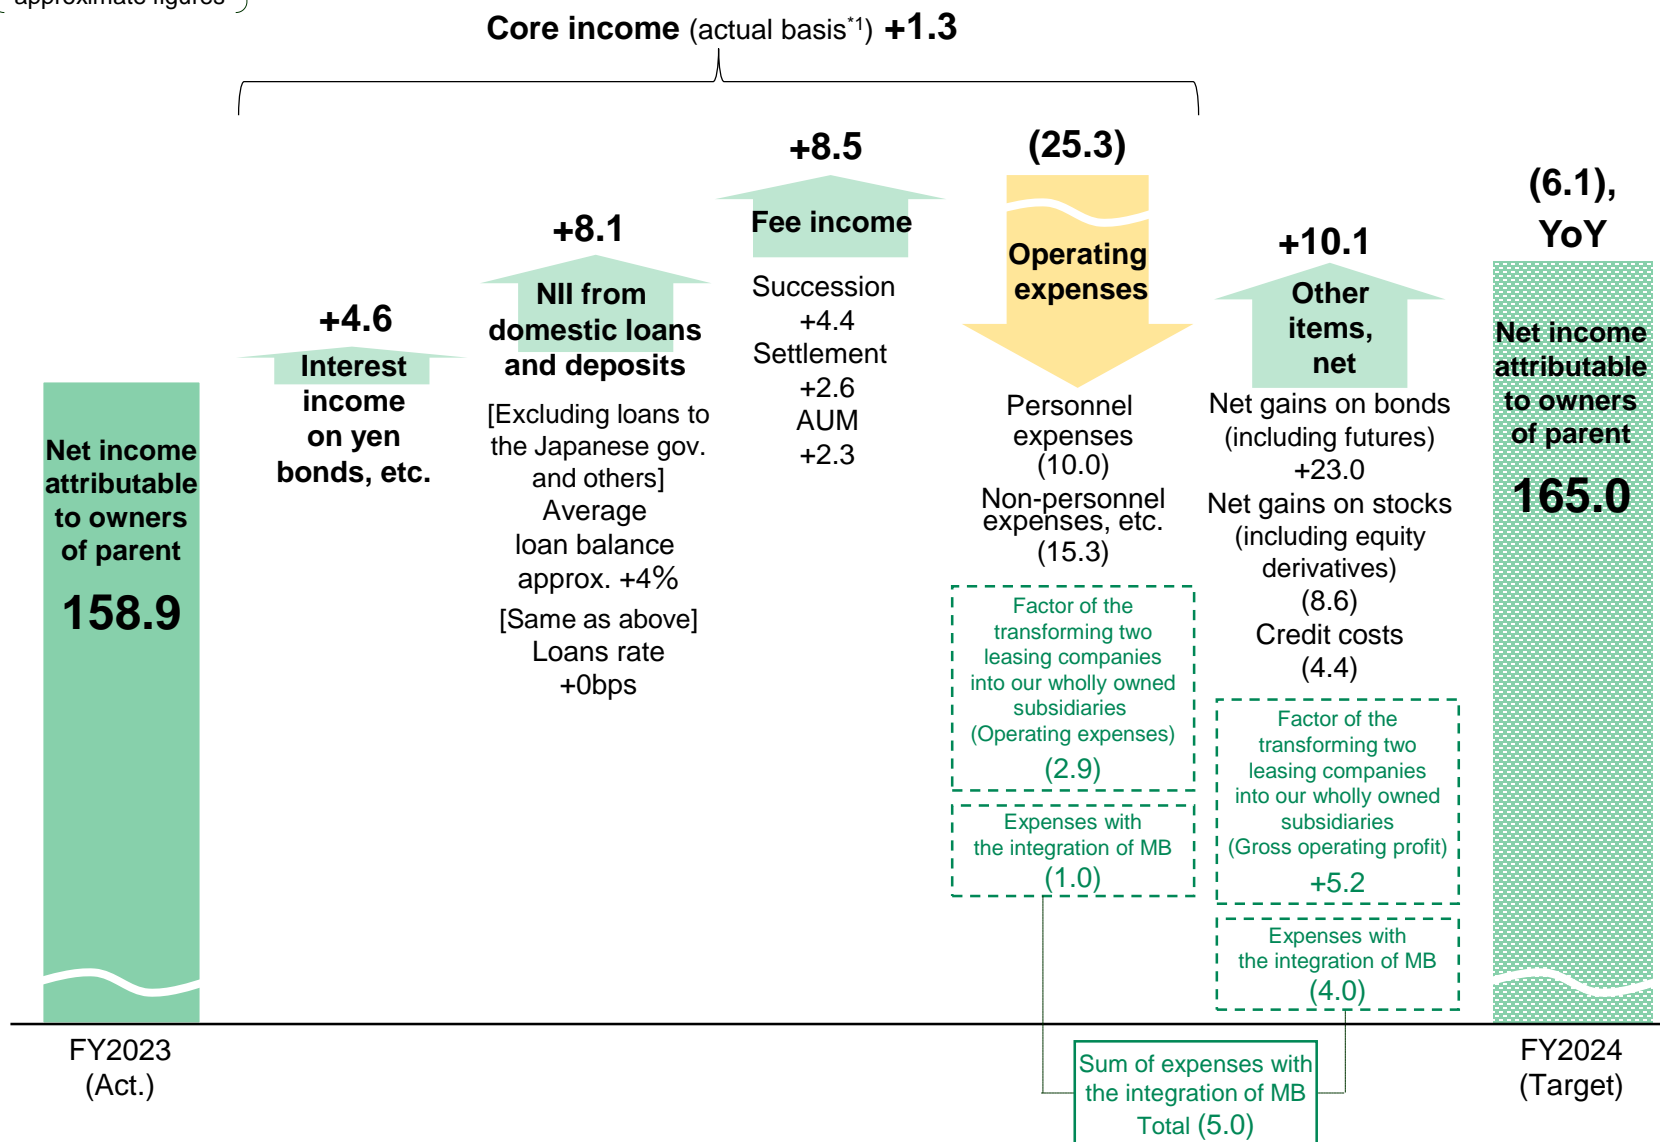 approximate figures
Core income (actual basis*1) +1.3
Net income
attributable
to owners
of parent
158.9
+4.6
Interest
income
on yen
bonds, etc.
+8.1
NII from
domestic loans
and deposits
[Excluding loans to
the Japanese gov.
and others]
Average
loan balance
approx. +4%
[Same as above]
Loans rate
+0bps
+8.5
Fee income
Succession
+4.4
Settlement
+2.6
AUM
+2.3
(25.3)
Operating
expenses
Personnel
expenses
(10.0)
Non-personnel
expenses, etc.
(15.3)
Factor of the
transforming two
leasing companies
into our wholly owned
subsidiaries
(Operating expenses)
(2.9)
Expenses with
the integration of MB
(1.0)
+10.1
Other
items,
net
Net gains on bonds
(including futures)
+23.0
Net gains on stocks
(including equity
derivatives)
(8.6)
Credit costs
(4.4)
Factor of the
transforming two
leasing companies
into our wholly owned
subsidiaries
(Gross operating profit)
+5.2
Expenses with
the integration of MB
(4.0)
(6.1),
YoY
Net income
attributable
to owners
of parent
165.0
FY2023
(Act.)
Sum of expenses with
the integration of MB
Total (5.0)
FY2024
(Target)